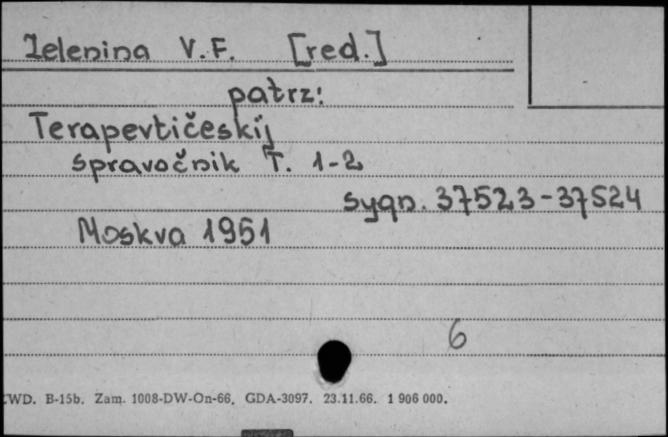 Zelenina V.F. [red.]
patrz:
Terapevtičeskij
spravočnik T. 1-2
sygn. 37523-37524
Moskva 1951
6
WD. B-15b. Zam. 1008-DW-On-66. GDA-3097. 23.11.66. 1 906 000.